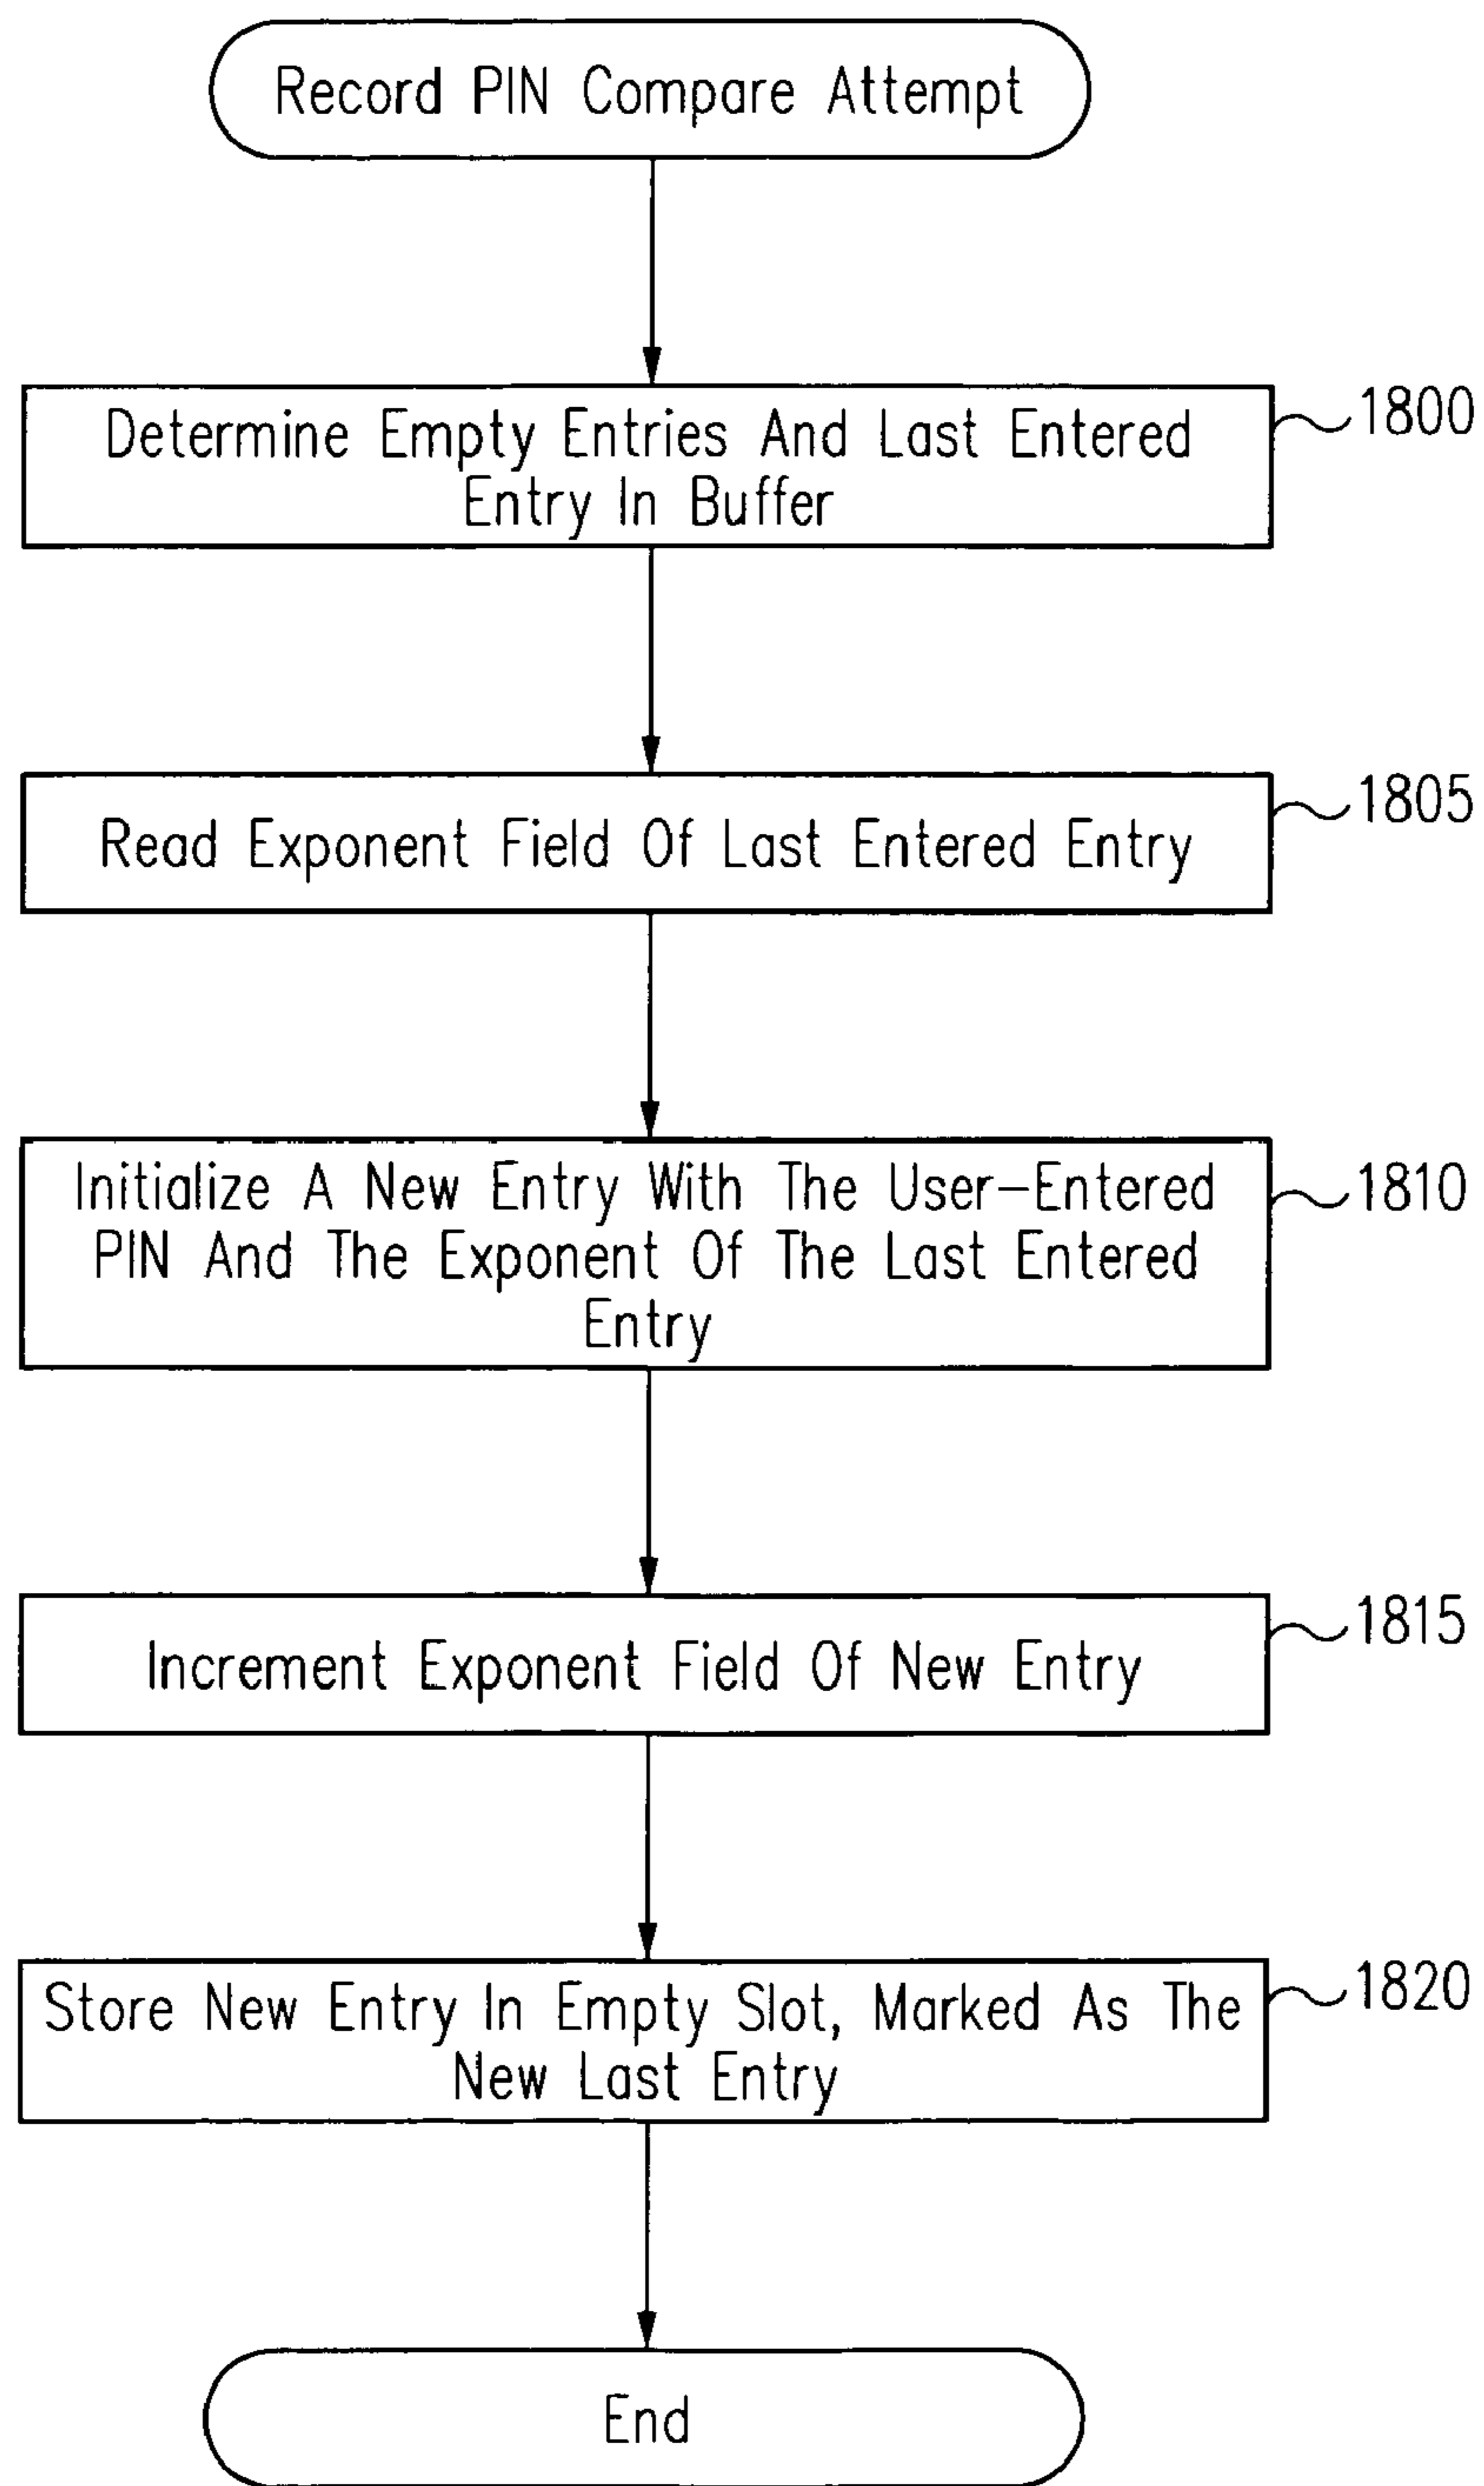 Record PIN Compare Attempt
Determine Empty Entries And Last Entered
Entry In Buffer
1800
Read Exponent Field Of Last Entered Entry
1805
Initialize A New Entry With The User-Entered
PIN And The Exponent Of The Last Entered
Entry
1810
Increment Exponent Field Of New Entry
1815
Store New Entry In Empty Slot, Marked As The
New Last Entry
1820
End